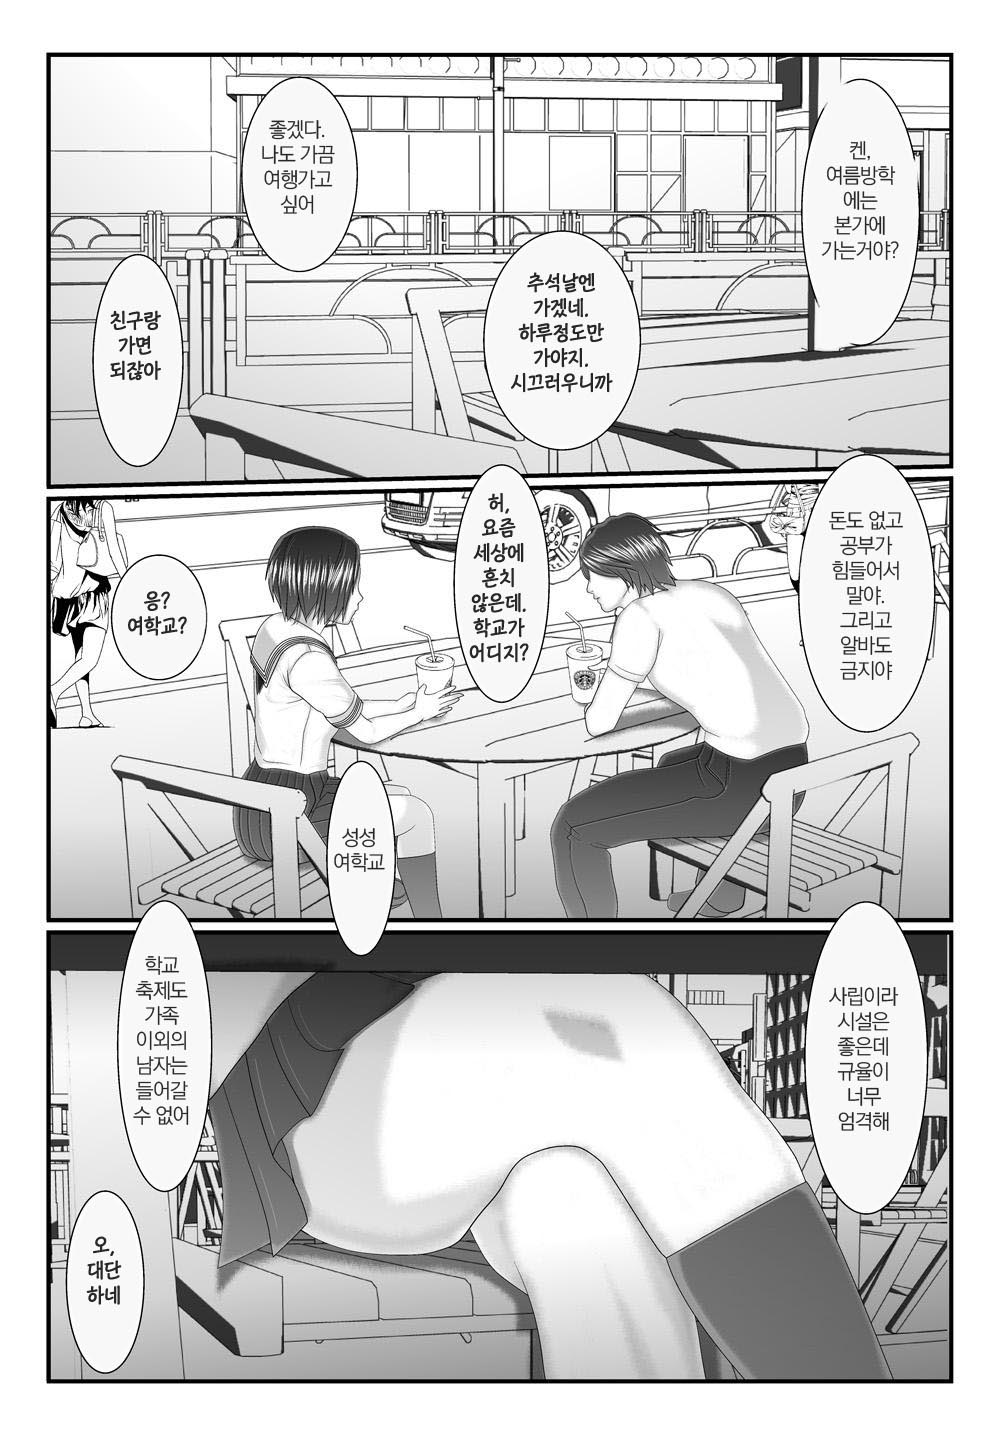 켄,
여름방학
에는
본가에
가는거야?
추석날엔
가겠네.
하루정도만
가야지.
시끄러우니까
좋겠다.
나도 가끔
여행가고
싶어
친구랑
가면
되잖아
돈도 없고
공부가
힘들어서
말야.
그리고
알바도
금지야
허,
요즘
세상에
흔치
않은데.
학교가
어디지?
성성
여학교
응?
여학교?
사립이라
시설은
좋은데
규율이
너무
엄격해
학교
축제도
가족
이외의
남자는
들어갈
수 없어
오,
대단
하네